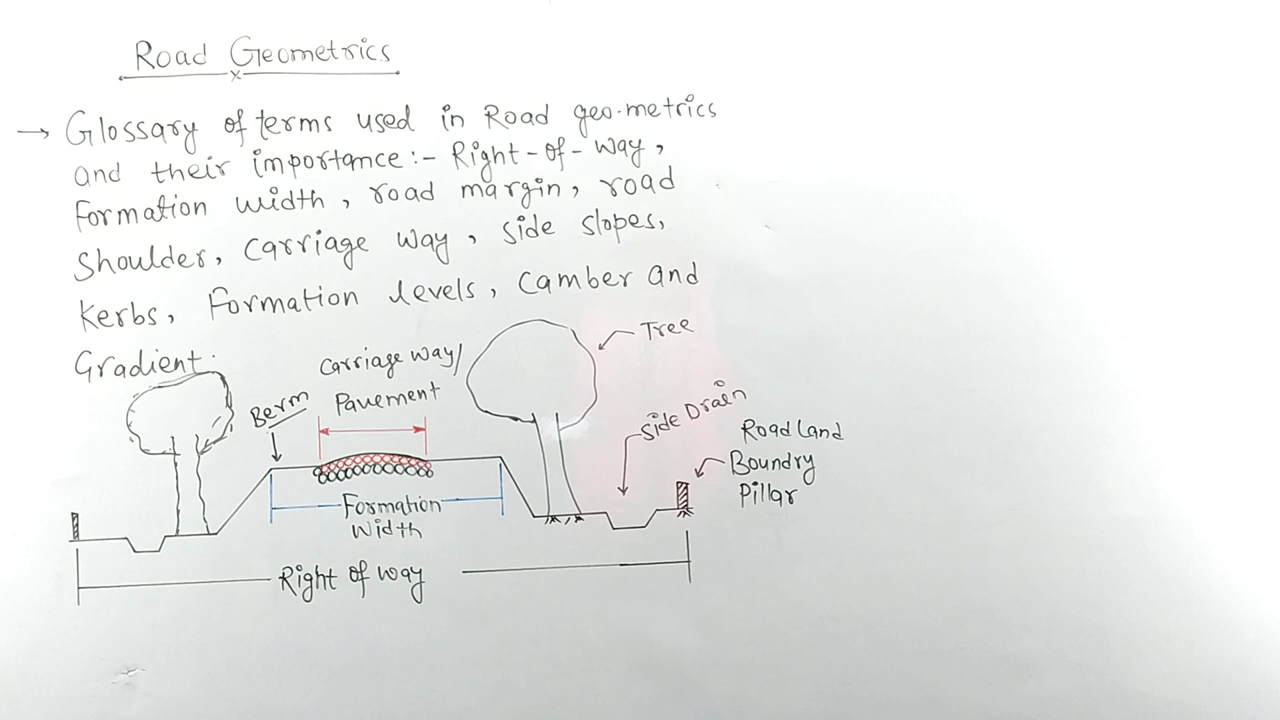 Road Geometrics
→ Glossary of terms used in Road geo-metrics
and their importance:- Right-of-way,
Formation width, road margin, road
Shoulder, Carriage way, side slopes,
Kerbs, Formation levels, Camber and
Gradient.
Tree
Carriage way/
Pavement
Berm
Side Drain
Road Land
Boundry
Pillar
Formation
Width
Right of way